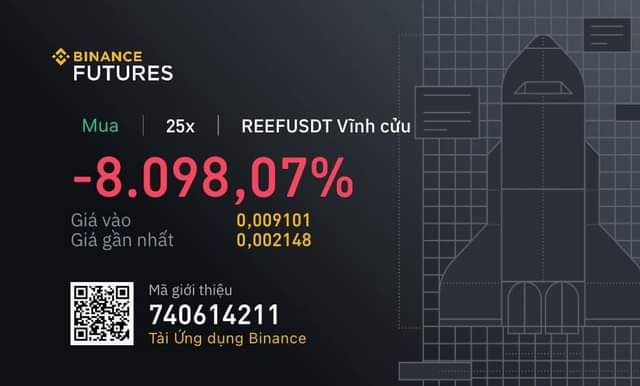 BINANCE
FUTURES
Mua | 25x | REEFUSDT Vĩnh cửu
-8.098,07%
Giá vào 0,009101
Giá gần nhất 0,002148
Mã giới thiệu
740614211
Tải Ứng dụng Binance